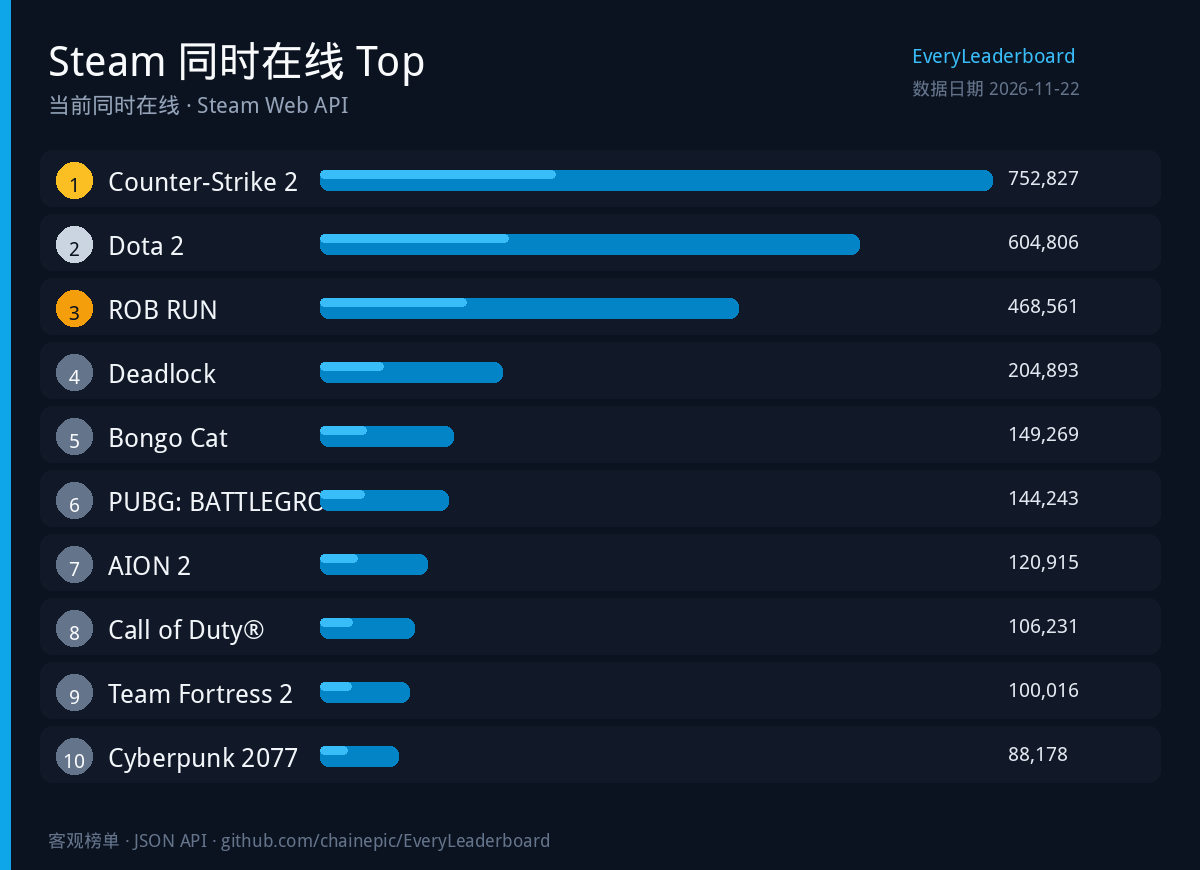 Steam 同时在线 Top
当前同时在线 · Steam Web API
EveryLeaderboard
数据日期 2026-11-22
1 Counter-Strike 2 752,827
2 Dota 2 604,806
3 ROB RUN 468,561
4 Deadlock 204,893
5 Bongo Cat 149,269
6 PUBG: BATTLEGRO 144,243
7 AION 2 120,915
8 Call of Duty® 106,231
9 Team Fortress 2 100,016
10 Cyberpunk 2077 88,178
客观榜单 · JSON API · github.com/chainepic/EveryLeaderboard